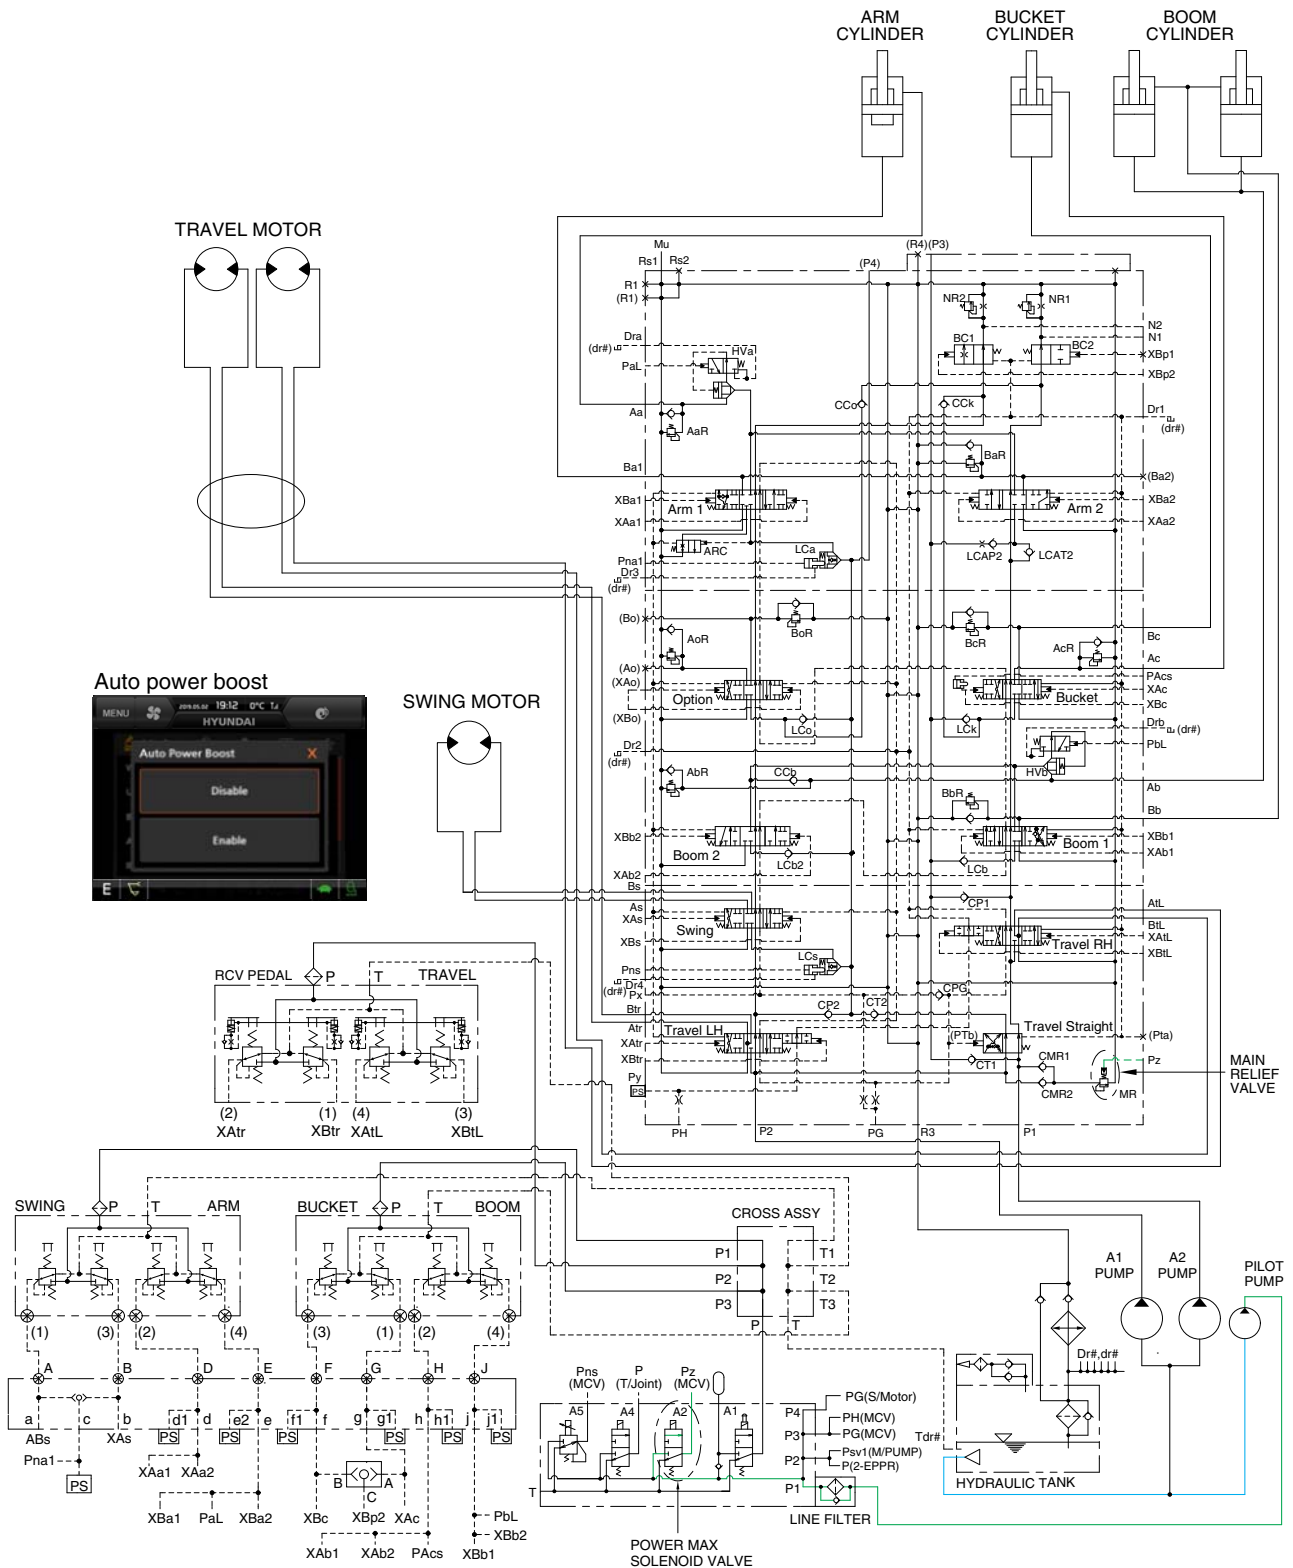 ARM
CYLINDER
BUCKET
CYLINDER
BOOM
CYLINDER
TRAVEL MOTOR
Mu
Rs1
Rs2
(P4)
(R4)(P3)
R1
(R1)
NR2
NR1
N2
N1
Dra
(dr#)
HVa
BC1
BC2
XBp1
PaL
XBp2
CCo
CCk
Aa
AaR
Dr1
(dr#)
BaR
Ba1
(Ba2)
XBa1
Arm 1
Arm 2
XBa2
XAa1
XAa2
ARC
LCa
LCAP2
LCAT2
Pna1
Dr3
(dr#)
(Bo)
BoR
BcR
Bc
AoR
AcR
Ac
(Ao)
PAcs
(XAo)
XAc
Option
Bucket
XBc
(XBo)
LCo
LCk
Drb
(dr#)
Dr2
(dr#)
PbL
HVb
AbR
CCb
Ab
BbR
Bb
XBb2
Boom 2
Boom 1
XBb1
XAb1
LCb2
LCb
XAb2
Bs
CP1
AtL
As
BtL
XAs
Swing
Travel RH
XAtL
XBs
XBtL
LCs
Pns
Dr4
(dr#)
Px
CPG
Btr
CP2
CT2
Atr
Travel LH
(PTb)
Travel Straight
(Pta)
XAtr
XBtr
CT1
CMR1
Pz
Py
PS
CMR2
MR
MAIN
RELIEF
VALVE
PH
P2
PG
R3
P1
Auto power boost
MENU
2019.05.02 19:12 0°C
HYUNDAI
Auto Power Boost X
Disable
Enable
E
SWING MOTOR
RCV PEDAL
P
T
TRAVEL
(2)
(1)
(4)
(3)
XAtr
XBtr
XAtL
XBtL
SWING
P
T
ARM
BUCKET
P
T
BOOM
(1)
(3)
(2)
(4)
(3)
(1)
(2)
(4)
A
B
D
E
F
G
H
J
a
c
b
d1
d
e2
e
f1
f
g
g1
h
h1
j
j1
ABs
XAs
PS
PS
PS
PS
PS
PS
Pna1
PS
XAa1
XAa2
XBa1
PaL
XBa2
B
A
C
XBc
XBp2
XAc
XAb1
XAb2
PAcs
XBb1
PbL
XBb2
CROSS ASSY
P1
T1
P2
T2
P3
T3
P
T
A1
PUMP
A2
PUMP
PILOT
PUMP
Dr#,dr#
Tdr#
HYDRAULIC TANK
Pns
(MCV)
P
(T/Joint)
Pz
(MCV)
A5
A4
A2
A1
P4
PG(S/Motor)
PH(MCV)
P3
PG(MCV)
Psv1(M/PUMP)
P2
P(2-EPPR)
T
P1
LINE FILTER
POWER MAX
SOLENOID VALVE